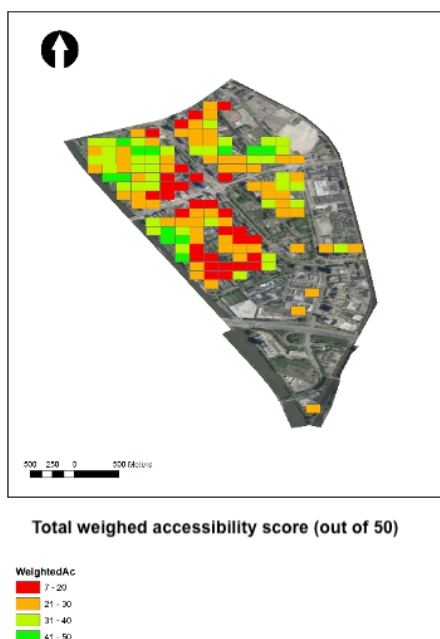 500 250 0 500 Meters
Total weighed accessibility score (out of 50)
WeightedAc
7 - 20
21 - 30
31 - 40
41 - 50